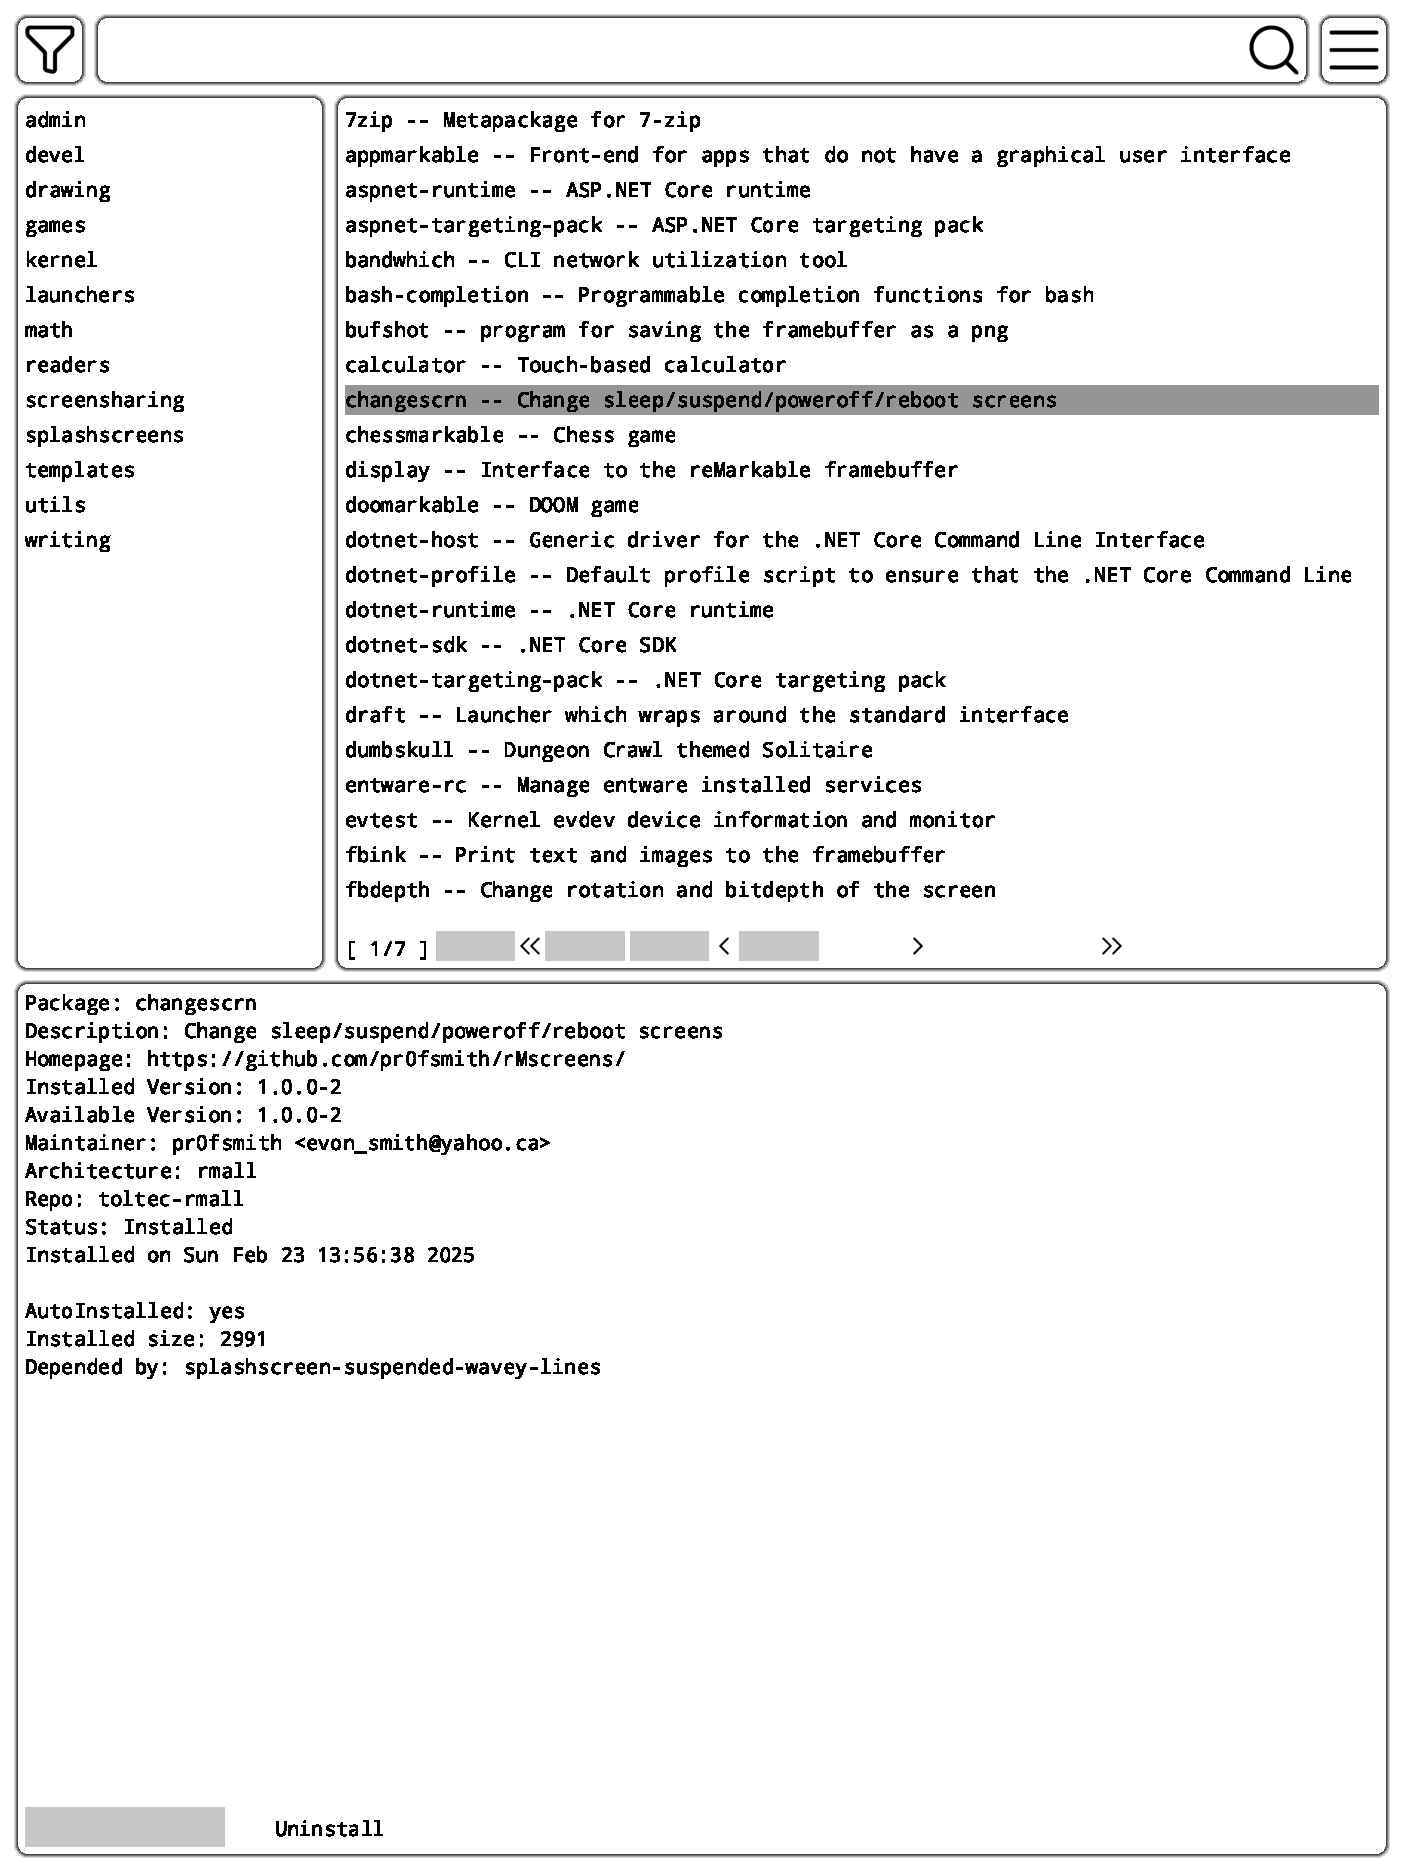 admin
devel
drawing
games
kernel
launchers
math
readers
screensharing
splashscreens
templates
utils
writing
7zip -- Metapackage for 7-zip
appmarkable -- Front-end for apps that do not have a graphical user interface
aspnet-runtime -- ASP.NET Core runtime
aspnet-targeting-pack -- ASP.NET Core targeting pack
bandwhich -- CLI network utilization tool
bash-completion -- Programmable completion functions for bash
bufshot -- program for saving the framebuffer as a png
calculator -- Touch-based calculator
changescrn -- Change sleep/suspend/poweroff/reboot screens
chessmarkable -- Chess game
display -- Interface to the reMarkable framebuffer
doomarkable -- DOOM game
dotnet-host -- Generic driver for the .NET Core Command Line Interface
dotnet-profile -- Default profile script to ensure that the .NET Core Command Line
dotnet-runtime -- .NET Core runtime
dotnet-sdk -- .NET Core SDK
dotnet-targeting-pack -- .NET Core targeting pack
draft -- Launcher which wraps around the standard interface
dumbskull -- Dungeon Crawl themed Solitaire
entware-rc -- Manage entware installed services
evtest -- Kernel evdev device information and monitor
fbink -- Print text and images to the framebuffer
fbdepth -- Change rotation and bitdepth of the screen
[ 1/7 ] << < > >>
Package: changescrn
Description: Change sleep/suspend/poweroff/reboot screens
Homepage: https://github.com/pr0fsmith/rMscreens/
Installed Version: 1.0.0-2
Available Version: 1.0.0-2
Maintainer: pr0fsmith <evon_smith@yahoo.ca>
Architecture: rmall
Repo: toltec-rmall
Status: Installed
Installed on Sun Feb 23 13:56:38 2025
AutoInstalled: yes
Installed size: 2991
Depended by: splashscreen-suspended-wavey-lines
Uninstall